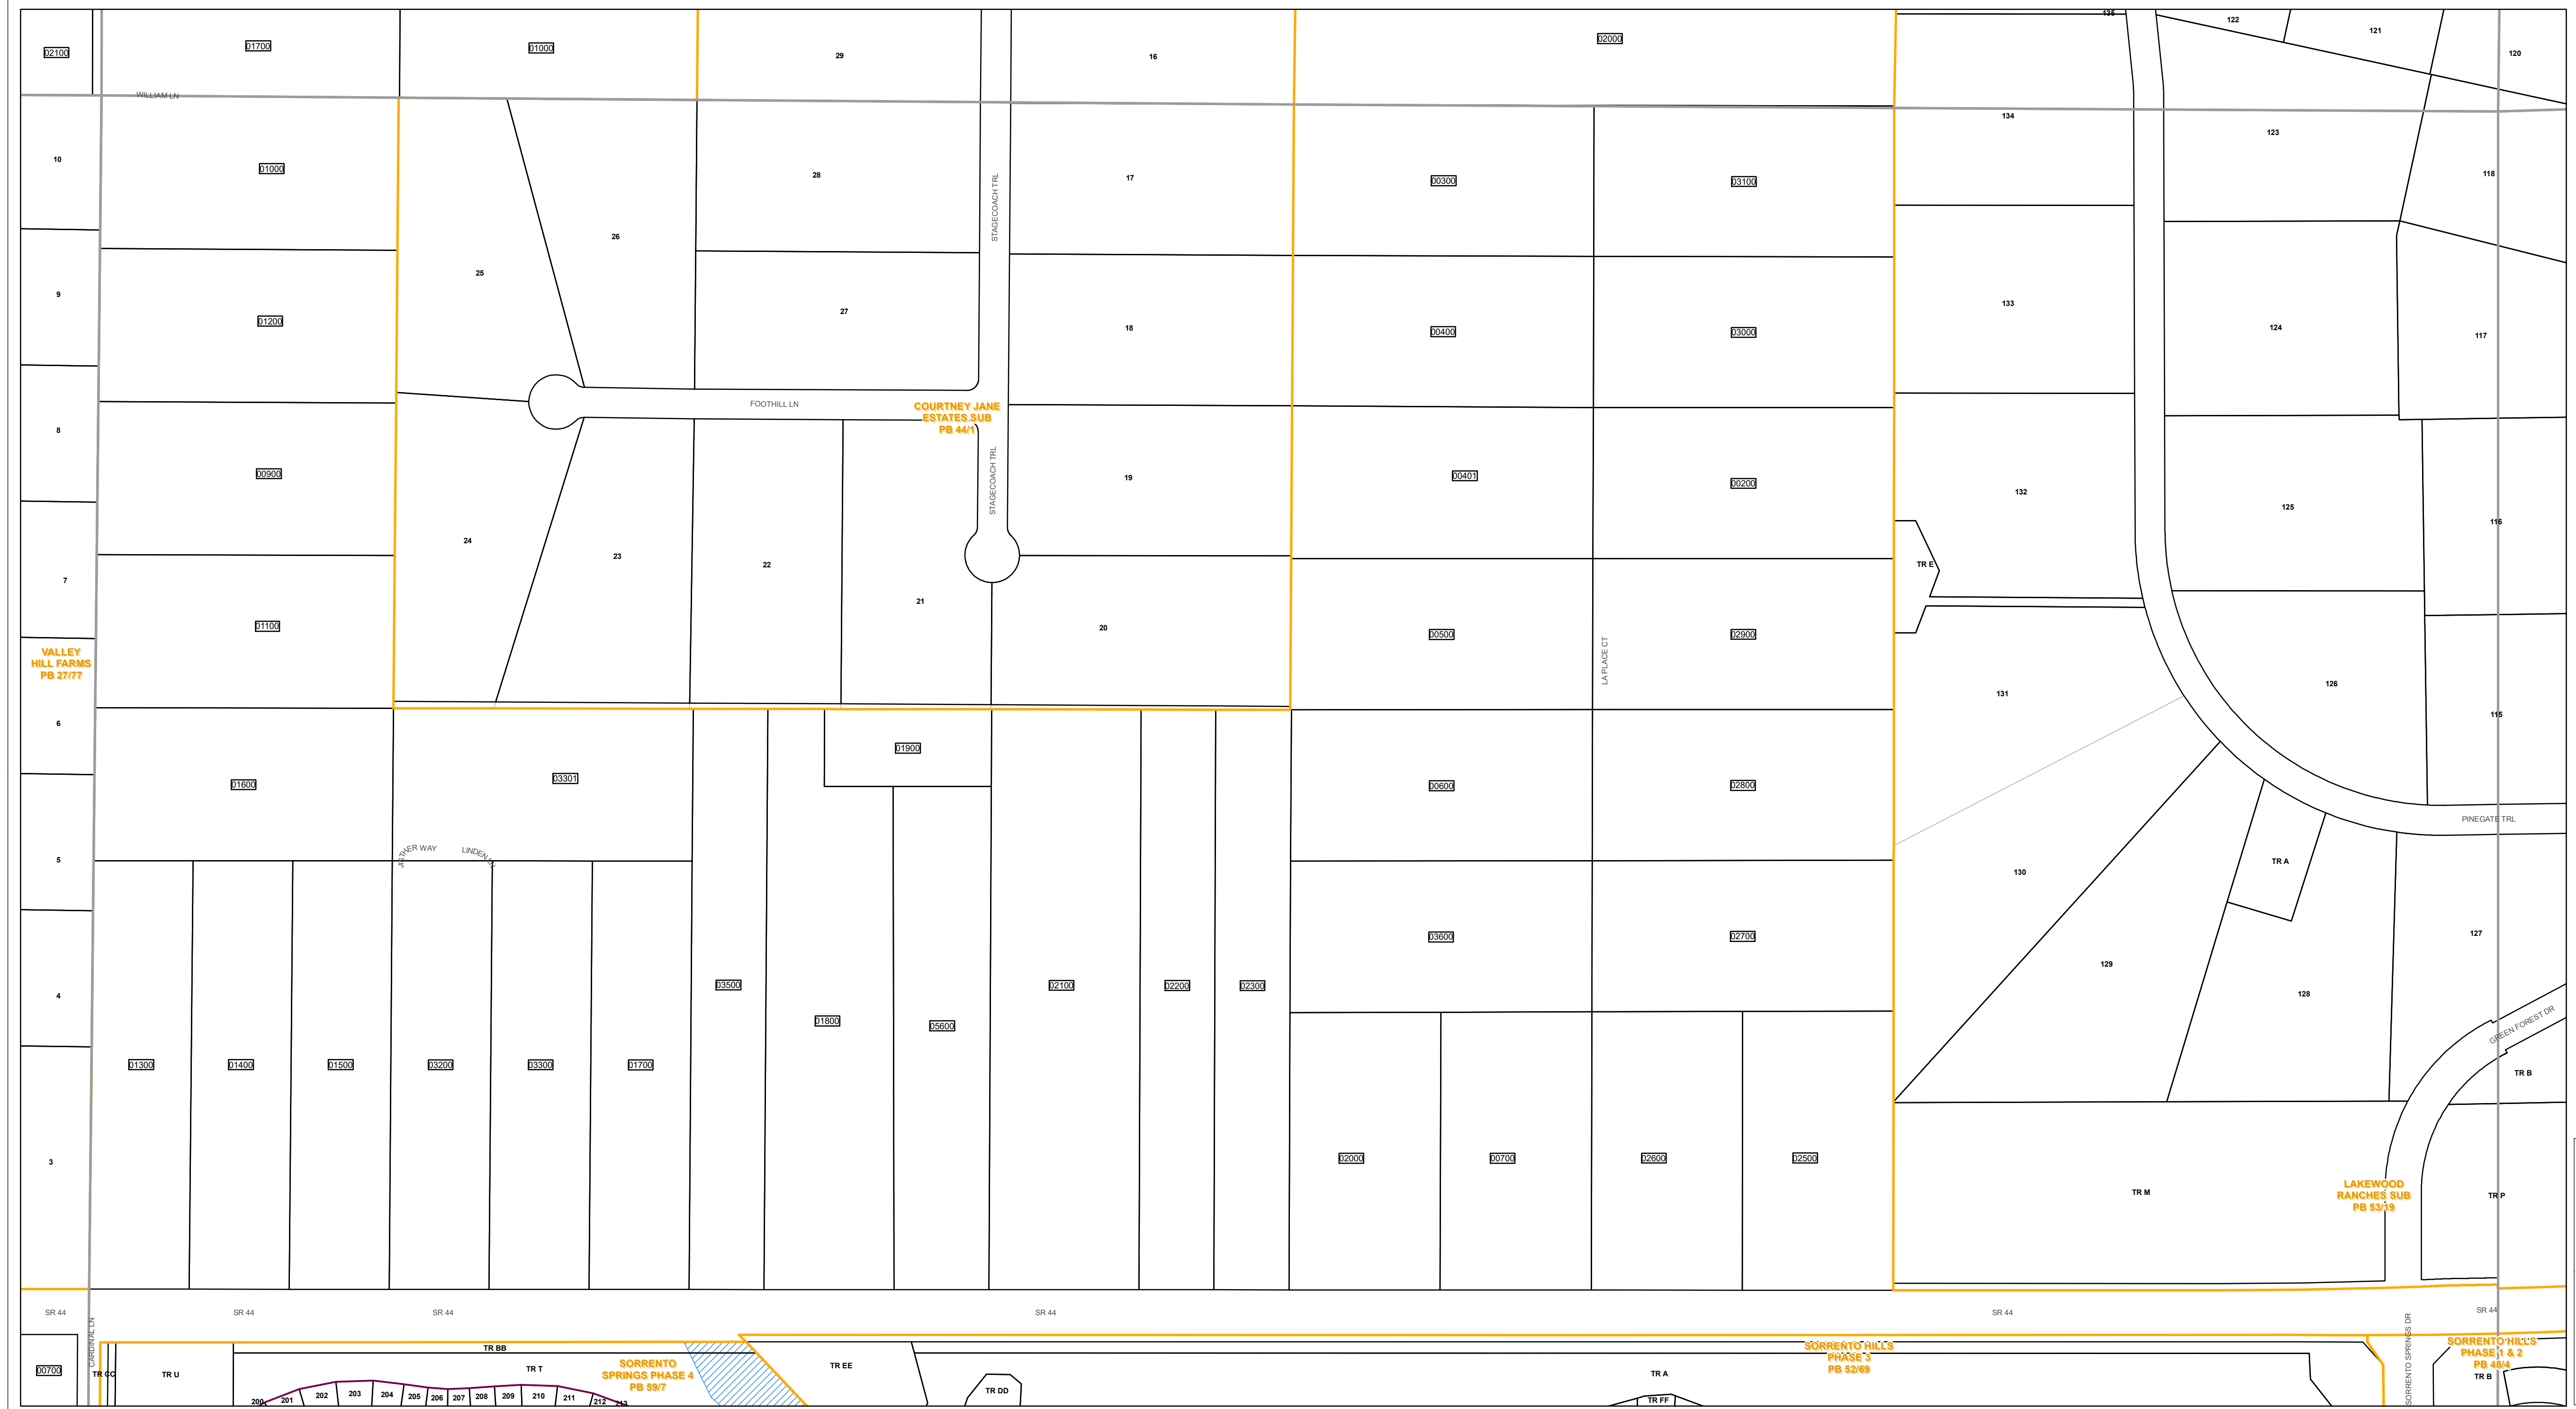 02100
01700
01000
29
16
02000
135
122
121
120
WILLIAM LN
10
01000
26
28
STAGECOACH TRL
17
00300
03100
134
123
118
9
01200
25
27
18
00400
03000
133
124
117
8
00900
FOOTHILL LN
COURTNEY JANE
ESTATES SUB
PB 44/1
STAGECOACH TRL
19
00401
00200
132
125
116
7
24
23
22
21
TR E
01100
20
00500
LA PLACE CT
02900
VALLEY
HILL FARMS
PB 27/77
131
126
115
6
01600
03301
01900
00600
02800
PINEGATE TRL
5
ER WAY
LINDEN LN
130
TR A
4
03500
01800
05600
02100
02200
02300
03600
02700
129
128
127
GREEN FOREST DR
01300
01400
01500
03200
03300
01700
TR B
3
02000
00700
02600
02500
TR M
LAKEWOOD
RANCHES SUB
PB 53/19
TR P
SR 44
SR 44
SR 44
SR 44
SR 44
SR 44
00700
CARDINAL LN
TR CC
TR U
TR BB
TR T
SORRENTO
SPRINGS PHASE 4
PB 59/7
TR EE
TR DD
SORRENTO HILLS
PHASE 3
PB 52/69
TR A
TR FF
SORRENTO SPRINGS DR
SORRENTO HILLS
PHASE 1 & 2
PB 48/4
TR B
200
201
202
203
204
205
206
207
208
209
210
211
212
213